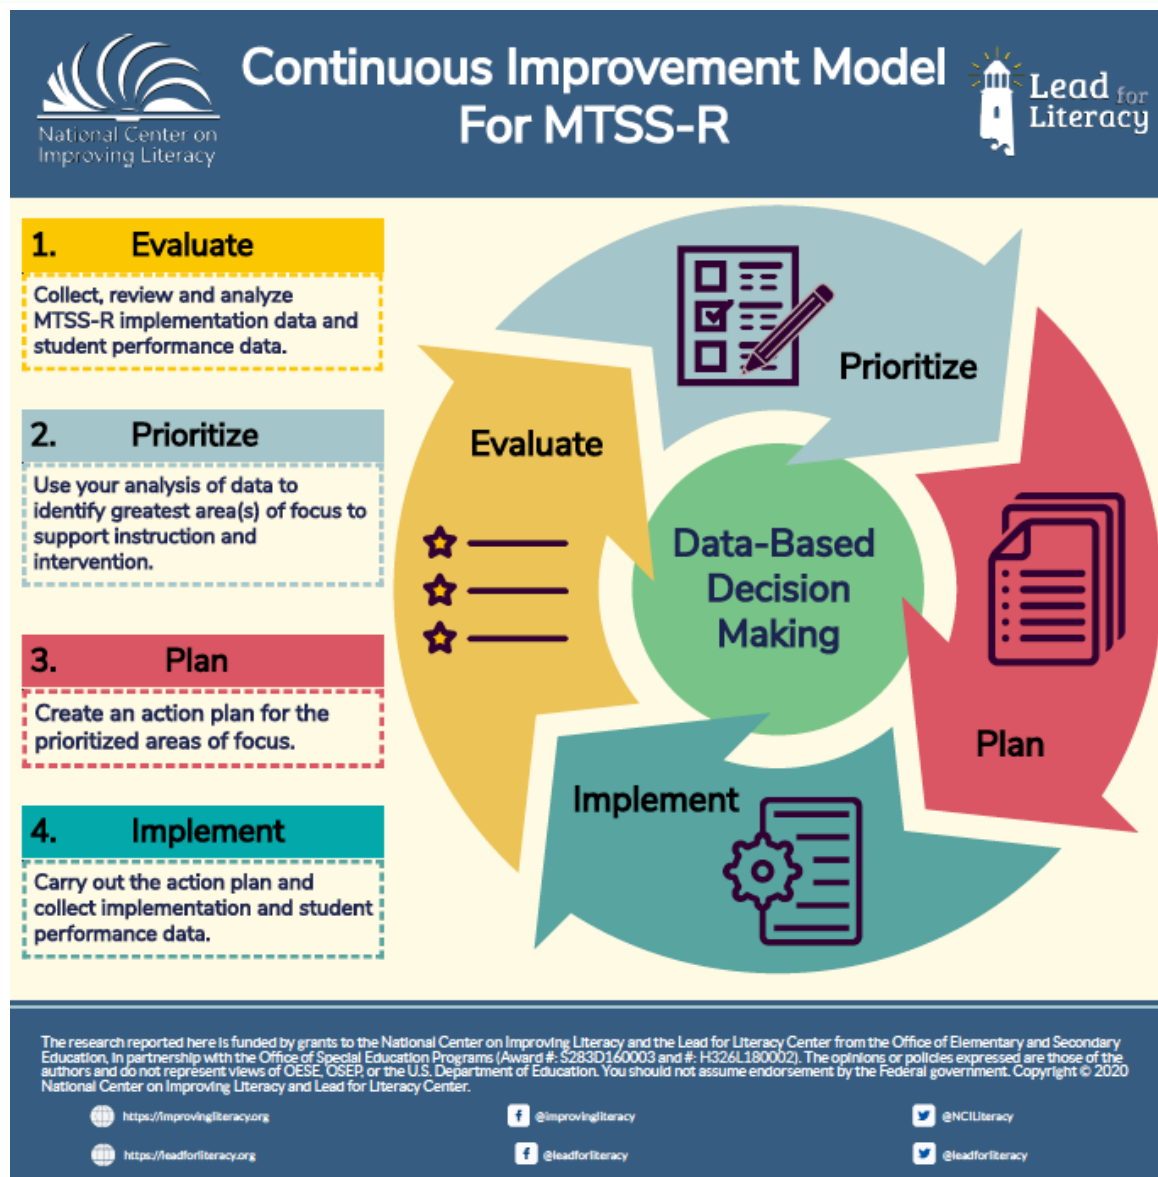 National Center on
Improving Literacy
Continuous Improvement Model
For MTSS-R
Lead for
Literacy
1. Evaluate
Collect, review and analyze
MTSS-R implementation data and
student performance data.
2. Prioritize
Use your analysis of data to
identify greatest area(s) of focus to
support instruction and
intervention.
3. Plan
Create an action plan for the
prioritized areas of focus.
4. Implement
Carry out the action plan and
collect implementation and student
performance data.
Prioritize
Evaluate
Data-Based
Decision
Making
Plan
Implement
The research reported here is funded by grants to the National Center on Improving Literacy and the Lead for Literacy Center from the Office of Elementary and Secondary
Education, in partnership with the Office of Special Education Programs (Award #: S283D160003 and #: H326L180002). The opinions or policies expressed are those of the
authors and do not represent views of OESE, OSEP, or the U.S. Department of Education. You should not assume endorsement by the Federal government. Copyright © 2020
National Center on Improving Literacy and Lead for Literacy Center.
https://improvingliteracy.org
@improvingliteracy
@NCILiteracy
https://leadforliteracy.org
@leadforliteracy
@leadforliteracy